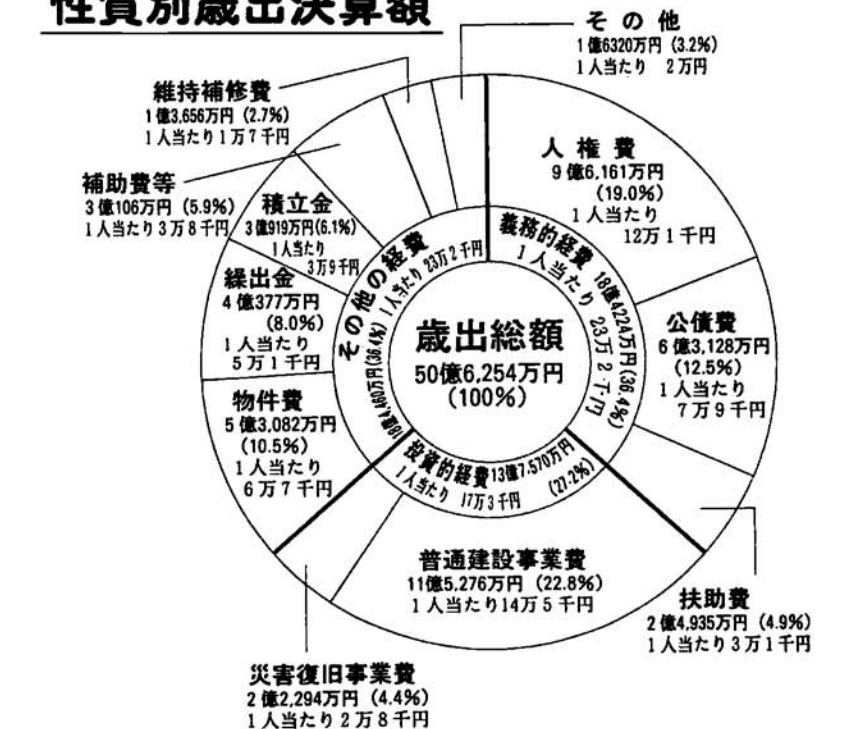 性質別歳出決算額
そ の 他
1億6320万円 (3.2%)
1人当たり 2万円
維持補修費
1億3,656万円 (2.7%)
1人当たり1万7千円
補助費等
3億106万円 (5.9%)
1人当たり3万8千円
積立金
3億919万円(6.1%)
1人当たり
3万9千円
繰出金
4億377万円
(8.0%)
1人当たり
5万1千円
物件費
5億3,082万円
(10.5%)
1人当たり
6万7千円
人 権 費
9億6,161万円
(19.0%)
1人当たり
12万1千円
公債費
6億3,128万円
(12.5%)
1人当たり
7万9千円
扶助費
2億4,935万円 (4.9%)
1人当たり3万1千円
普通建設事業費
11億5,276万円 (22.8%)
1人当たり14万5千円
災害復旧事業費
2億2,294万円 (4.4%)
1人当たり2万8千円
義務的経費 18億4224万円(36.4%)
1人当たり 23万2千円
その他の経費 18億4,460万円(36.4%)
1人当たり 23万2千円
投資的経費13億7,570万円
(27.2%)
1人当たり 17万3千円
歳出総額
50億6,254万円
(100%)